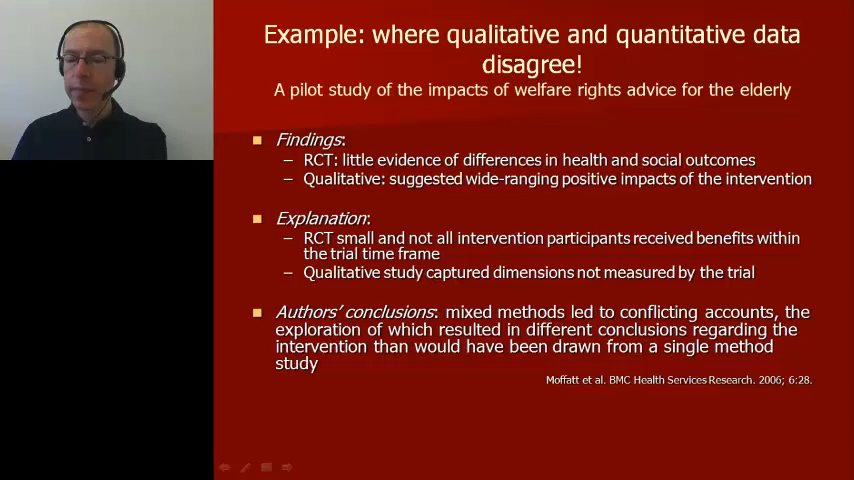 Example: where qualitative and quantitative data
disagree!
A pilot study of the impacts of welfare rights advice for the elderly
Findings:
– RCT: little evidence of differences in health and social outcomes
– Qualitative: suggested wide-ranging positive impacts of the intervention
Explanation:
– RCT small and not all intervention participants received benefits within
the trial time frame
– Qualitative study captured dimensions not measured by the trial
Authors' conclusions: mixed methods led to conflicting accounts, the
exploration of which resulted in different conclusions regarding the
intervention than would have been drawn from a single method
study
Moffatt et al. BMC Health Services Research. 2006; 6:28.